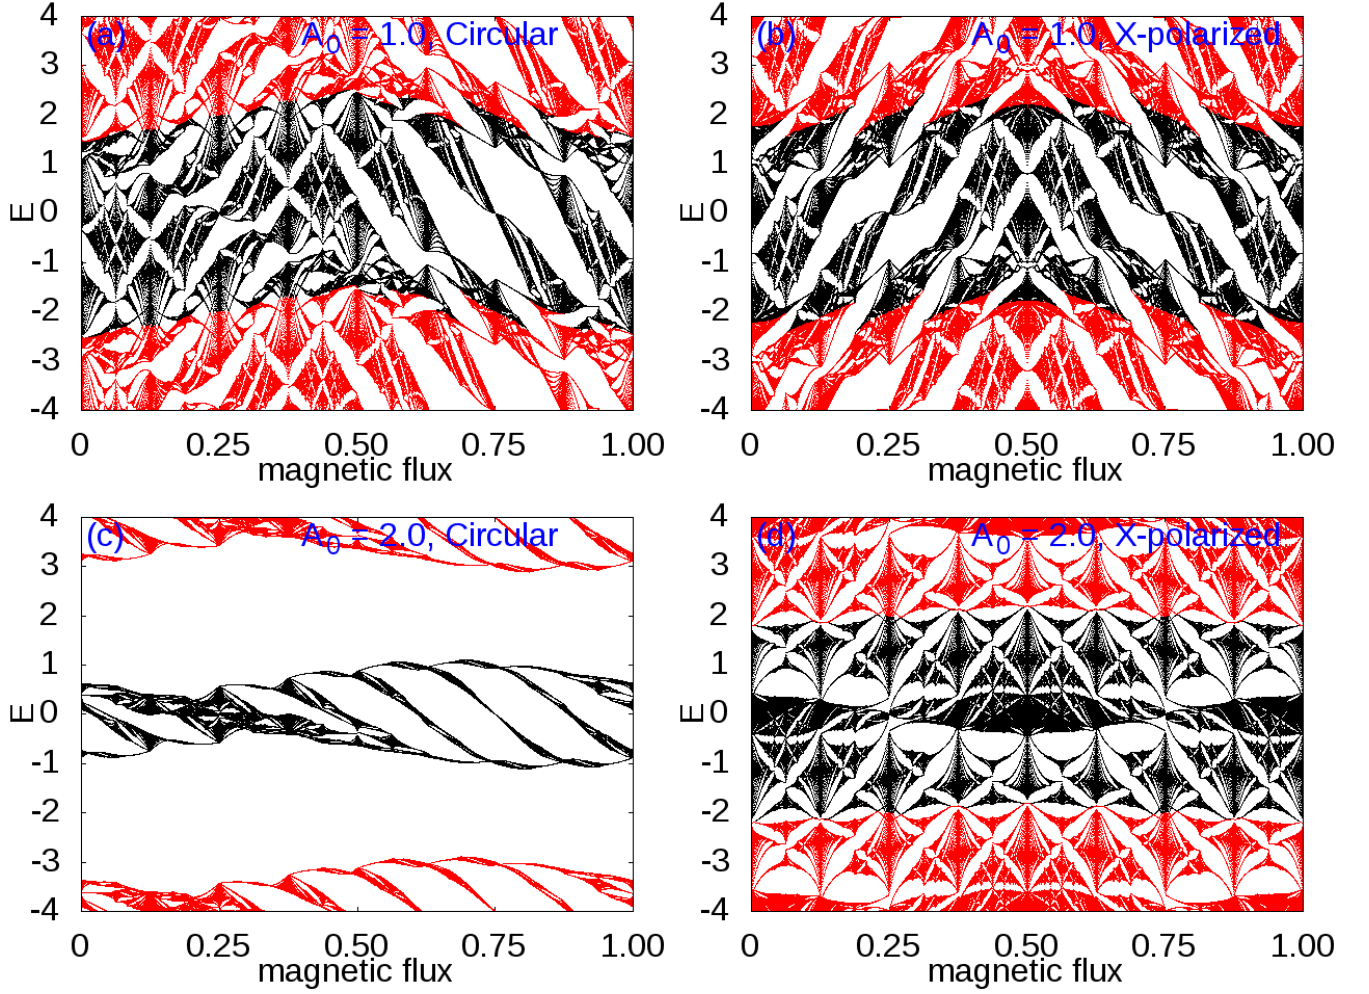 (a) A0 = 1.0, Circular
4
3
2
1
0
-1
-2
-3
-4
E
0 0.25 0.50 0.75 1.00
magnetic flux
(b) A0 = 1.0, X-polarized
4
3
2
1
0
-1
-2
-3
-4
E
0 0.25 0.50 0.75 1.00
magnetic flux
(c) A0 = 2.0, Circular
4
3
2
1
0
-1
-2
-3
-4
E
0 0.25 0.50 0.75 1.00
magnetic flux
(d) A0 = 2.0, X-polarized
4
3
2
1
0
-1
-2
-3
-4
E
0 0.25 0.50 0.75 1.00
magnetic flux